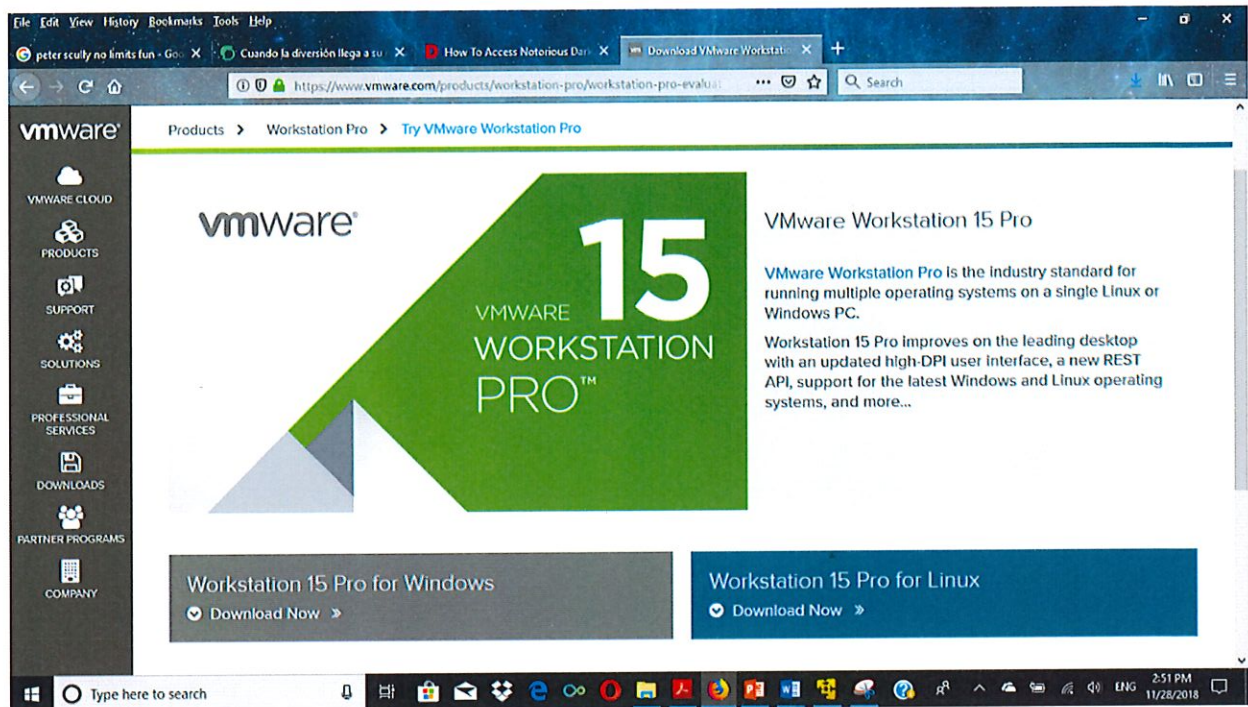 File Edit View History Bookmarks Tools Help
peter scully no limits fun - Goo
Cuando la diversión llega a su
How To Access Notorious Dar
Download VMware Workstatio
https://www.vmware.com/products/workstation-pro/workstation-pro-evaluat
Search
vmware
Products > Workstation Pro > Try VMware Workstation Pro
VMWARE CLOUD
PRODUCTS
SUPPORT
SOLUTIONS
PROFESSIONAL
SERVICES
DOWNLOADS
PARTNER PROGRAMS
COMPANY
vmware
15
VMWARE
WORKSTATION
PRO™
VMware Workstation 15 Pro
VMware Workstation Pro is the industry standard for
running multiple operating systems on a single Linux or
Windows PC.
Workstation 15 Pro improves on the leading desktop
with an updated high-DPI user interface, a new REST
API, support for the latest Windows and Linux operating
systems, and more...
Workstation 15 Pro for Windows
Download Now »
Workstation 15 Pro for Linux
Download Now »
Type here to search
ENG
2:51 PM
11/28/2018